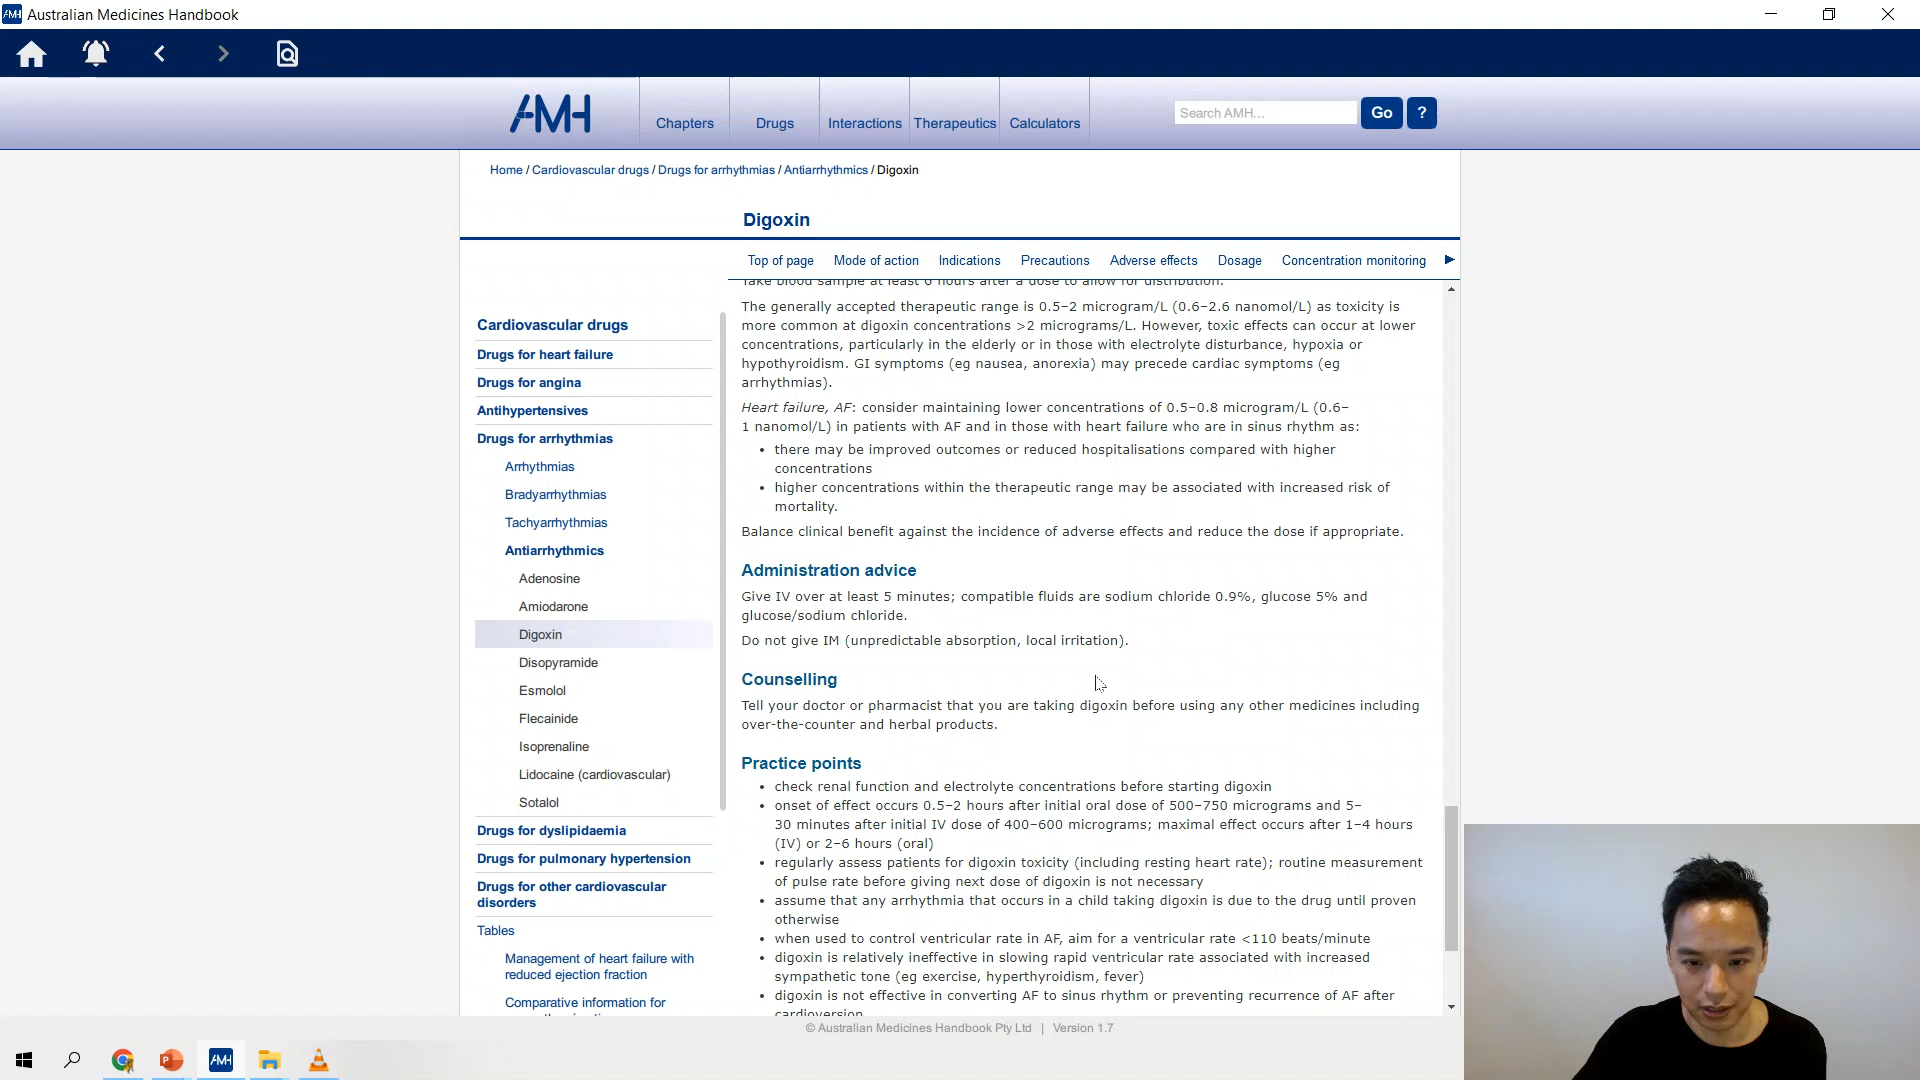 AMH Australian Medicines Handbook
AMH
Chapters
Drugs
Interactions
Therapeutics
Calculators
Search AMH...
Go
?
Home / Cardiovascular drugs / Drugs for arrhythmias / Antiarrhythmics / Digoxin
Digoxin
Top of page
Mode of action
Indications
Precautions
Adverse effects
Dosage
Concentration monitoring
Cardiovascular drugs
Drugs for heart failure
Drugs for angina
Antihypertensives
Drugs for arrhythmias
Arrhythmias
Bradyarrhythmias
Tachyarrhythmias
Antiarrhythmics
Adenosine
Amiodarone
Digoxin
Disopyramide
Esmolol
Flecainide
Isoprenaline
Lidocaine (cardiovascular)
Sotalol
Drugs for dyslipidaemia
Drugs for pulmonary hypertension
Drugs for other cardiovascular
disorders
Tables
Management of heart failure with
reduced ejection fraction
Comparative information for
Take blood sample at least 6 hours after a dose to allow for distribution.
The generally accepted therapeutic range is 0.5–2 microgram/L (0.6–2.6 nanomol/L) as toxicity is
more common at digoxin concentrations >2 micrograms/L. However, toxic effects can occur at lower
concentrations, particularly in the elderly or in those with electrolyte disturbance, hypoxia or
hypothyroidism. GI symptoms (eg nausea, anorexia) may precede cardiac symptoms (eg
arrhythmias).
Heart failure, AF: consider maintaining lower concentrations of 0.5–0.8 microgram/L (0.6–
1 nanomol/L) in patients with AF and in those with heart failure who are in sinus rhythm as:
• there may be improved outcomes or reduced hospitalisations compared with higher
concentrations
• higher concentrations within the therapeutic range may be associated with increased risk of
mortality.
Balance clinical benefit against the incidence of adverse effects and reduce the dose if appropriate.
Administration advice
Give IV over at least 5 minutes; compatible fluids are sodium chloride 0.9%, glucose 5% and
glucose/sodium chloride.
Do not give IM (unpredictable absorption, local irritation).
Counselling
Tell your doctor or pharmacist that you are taking digoxin before using any other medicines including
over-the-counter and herbal products.
Practice points
• check renal function and electrolyte concentrations before starting digoxin
• onset of effect occurs 0.5–2 hours after initial oral dose of 500–750 micrograms and 5–
30 minutes after initial IV dose of 400–600 micrograms; maximal effect occurs after 1–4 hours
(IV) or 2–6 hours (oral)
• regularly assess patients for digoxin toxicity (including resting heart rate); routine measurement
of pulse rate before giving next dose of digoxin is not necessary
• assume that any arrhythmia that occurs in a child taking digoxin is due to the drug until proven
otherwise
• when used to control ventricular rate in AF, aim for a ventricular rate <110 beats/minute
• digoxin is relatively ineffective in slowing rapid ventricular rate associated with increased
sympathetic tone (eg exercise, hyperthyroidism, fever)
• digoxin is not effective in converting AF to sinus rhythm or preventing recurrence of AF after
cardioversion
© Australian Medicines Handbook Pty Ltd | Version 1.7
P
AMH